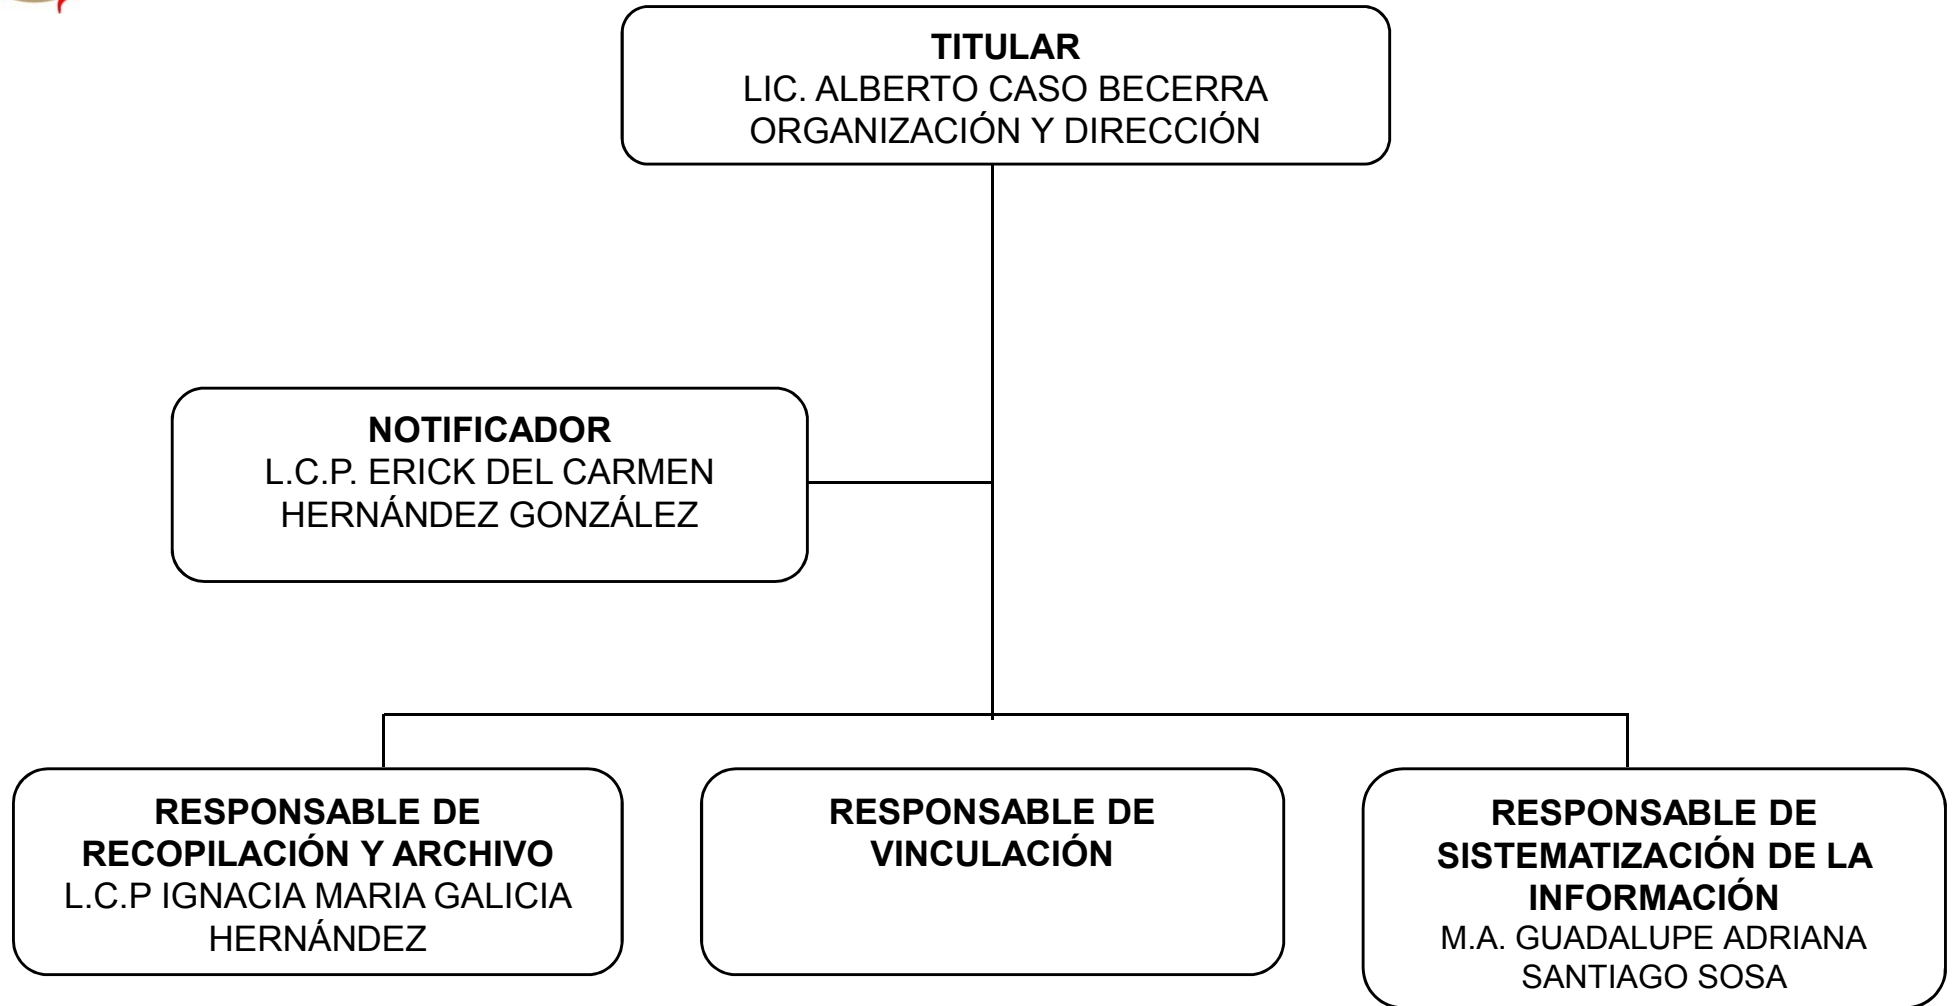 TITULAR
LIC. ALBERTO CASO BECERRA
ORGANIZACIÓN Y DIRECCIÓN
NOTIFICADOR
L.C.P. ERICK DEL CARMEN
HERNÁNDEZ GONZÁLEZ
RESPONSABLE DE
RECOPILACIÓN Y ARCHIVO
L.C.P IGNACIA MARIA GALICIA
HERNÁNDEZ
RESPONSABLE DE
VINCULACIÓN
RESPONSABLE DE
SISTEMATIZACIÓN DE LA
INFORMACIÓN
M.A. GUADALUPE ADRIANA
SANTIAGO SOSA